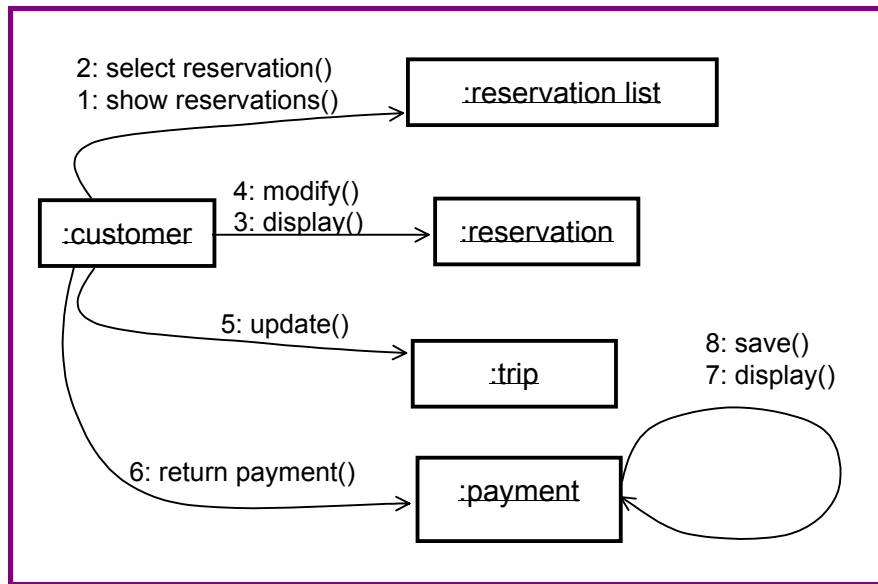 2: select reservation()
1: show reservations()
:reservation list
4: modify()
3: display()
:customer
:reservation
5: update()
:trip
8: save()
7: display()
6: return payment()
:payment